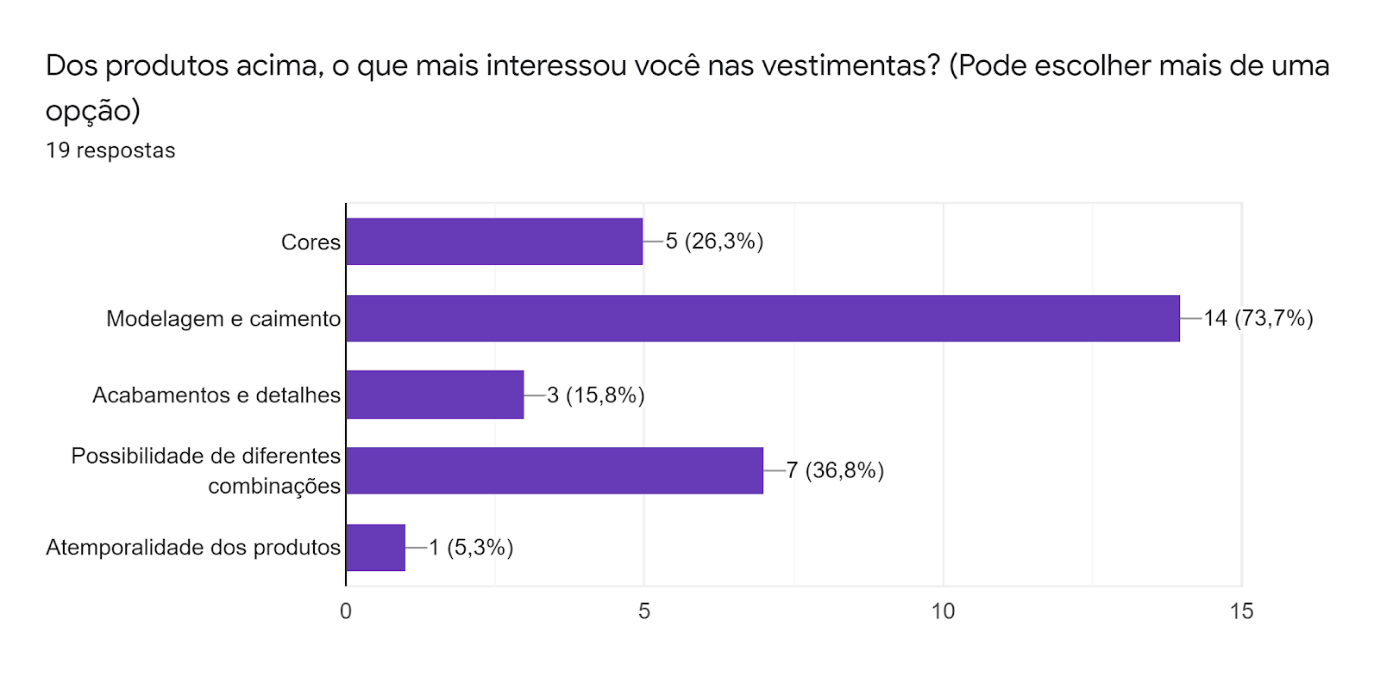 Dos produtos acima, o que mais interessou você nas vestimentas? (Pode escolher mais de uma
opção)
19 respostas
Cores
5 (26,3%)
Modelagem e caimento
14 (73,7%)
Acabamentos e detalhes
3 (15,8%)
Possibilidade de diferentes
combinações
7 (36,8%)
Atemporalidade dos produtos
1 (5,3%)
0
5
10
15